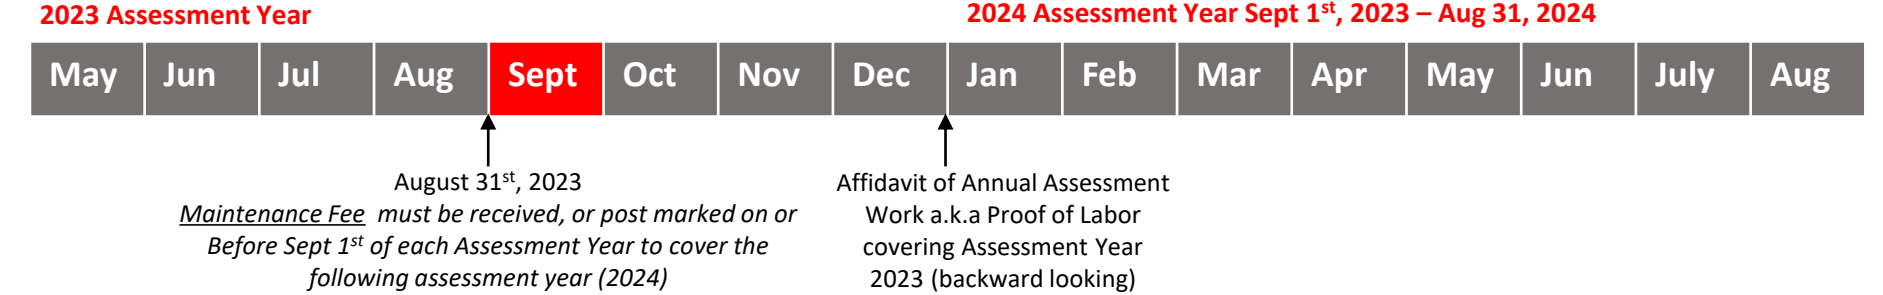 2023 Assessment Year
2024 Assessment Year Sept 1st, 2023 – Aug 31, 2024
May Jun Jul Aug Sept Oct Nov Dec Jan Feb Mar Apr May Jun July Aug
August 31st, 2023
Maintenance Fee must be received, or post marked on or
Before Sept 1st of each Assessment Year to cover the
following assessment year (2024)
Affidavit of Annual Assessment
Work a.k.a Proof of Labor
covering Assessment Year
2023 (backward looking)